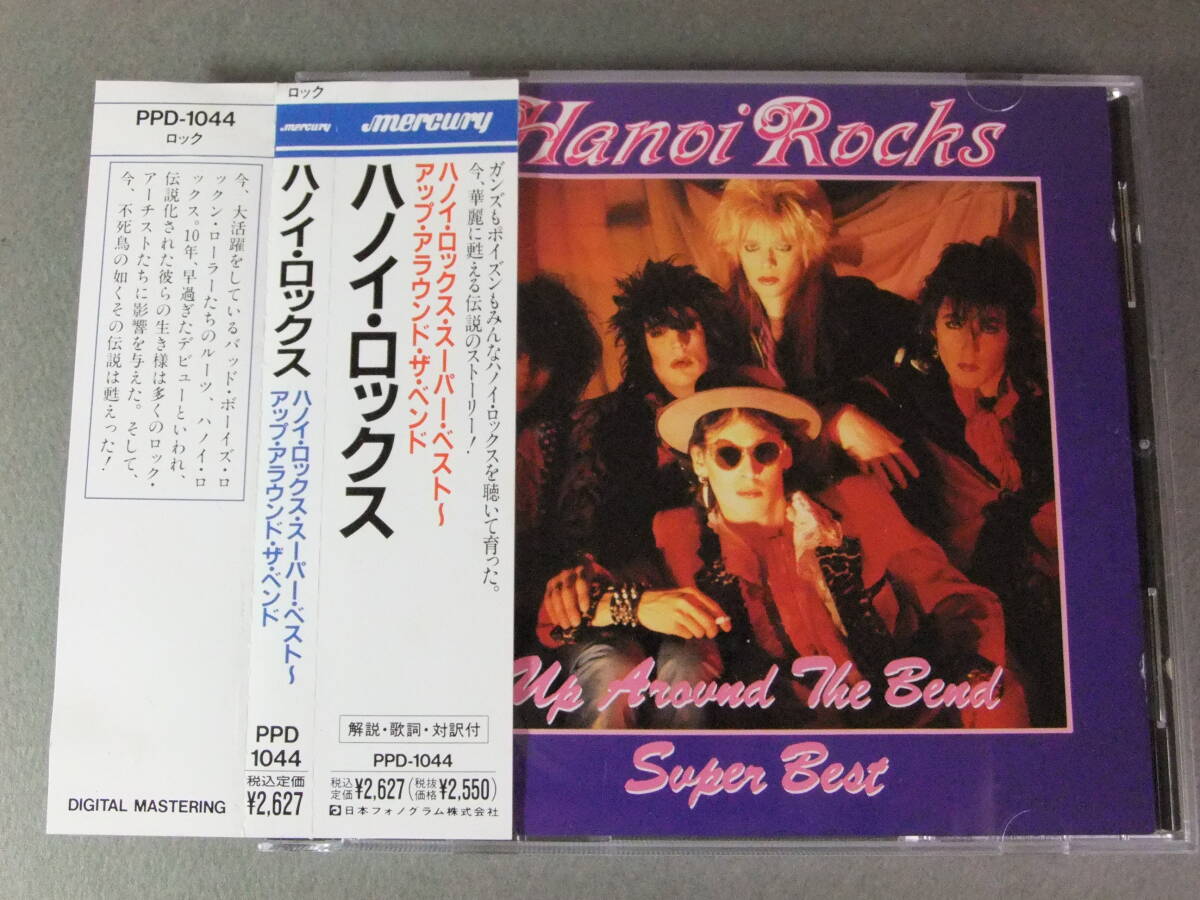 PPD-1044
ロック
今、大活躍をしているバッド・ボーイズ・ロ
ックン・ローラーたちのルーツ、ハノイ・ロ
ックス。10年、早過ぎたデビューといわれ、
伝説化された彼らの生き様は多くのロック・
アーチストたちに影響を与えた。そして、
今、不死鳥の如くその伝説は甦った!
DIGITAL MASTERING
ロック
mercury
ハノイ・ロックス
ハノイ・ロックス・スーパー・ベスト〜
アップ・アラウンド・ザ・ベンド
PPD
1044
税込定価
¥2,627
mercury
ガンズもポイズンもみんなハノイ・ロックスを聴いて育った。
今、華麗に甦える伝説のストーリー!
ハノイ・ロックス・スーパー・ベスト〜
アップ・アラウンド・ザ・ベンド
ハノイ・ロックス
解説・歌詞・対訳付
PPD-1044
税込定価¥2,627(税抜価格¥2,550)
日本フォノグラム株式会社
Hanoi Rocks
Up Around The Bend
Super Best